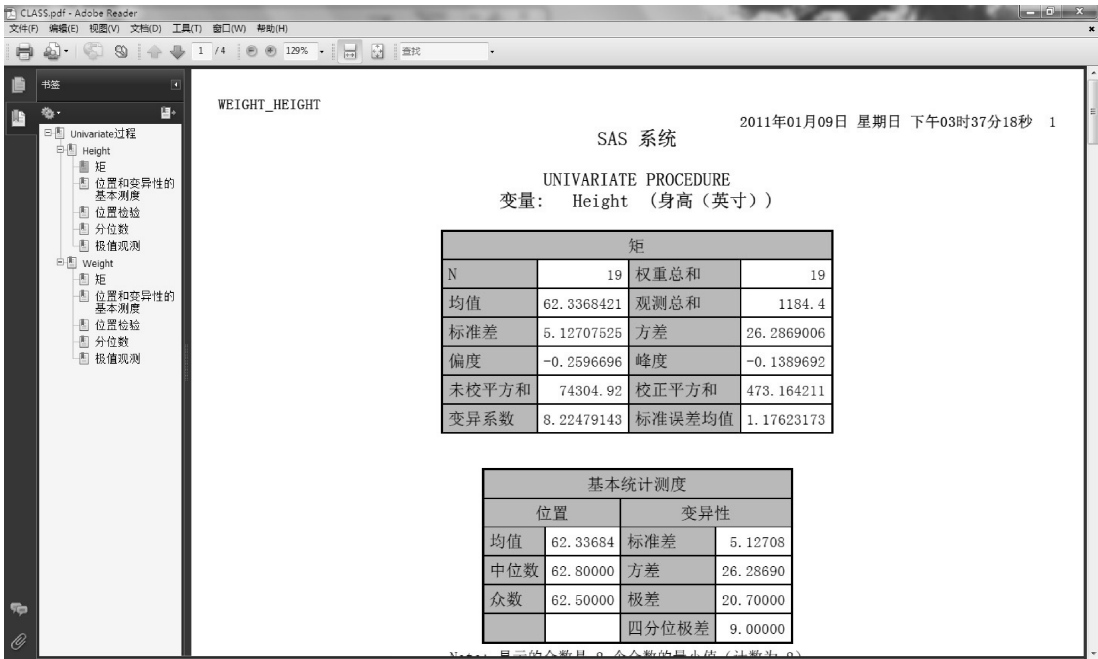 CLASS.pdf - Adobe Reader
文件(F) 编辑(E) 视图(V) 文档(D) 工具(T) 窗口(W) 帮助(H)
1 / 4 129% 查找
书签
Univariate过程
Height
矩
位置和变异性的
基本测度
位置检验
分位数
极值观测
Weight
矩
位置和变异性的
基本测度
位置检验
分位数
极值观测
WEIGHT_HEIGHT
2011年01月09日 星期日 下午03时37分18秒 1
SAS 系统
UNIVARIATE PROCEDURE
变量: Height (身高（英寸）)
矩
N 19 权重总和 19
均值 62.3368421 观测总和 1184.4
标准差 5.12707525 方差 26.2869006
偏度 -0.2596696 峰度 -0.1389692
未校平方和 74304.92 校正平方和 473.164211
变异系数 8.22479143 标准误差均值 1.17623173
基本统计测度
位置 变异性
均值 62.33684 标准差 5.12708
中位数 62.80000 方差 26.28690
众数 62.50000 极差 20.70000
四分位极差 9.00000